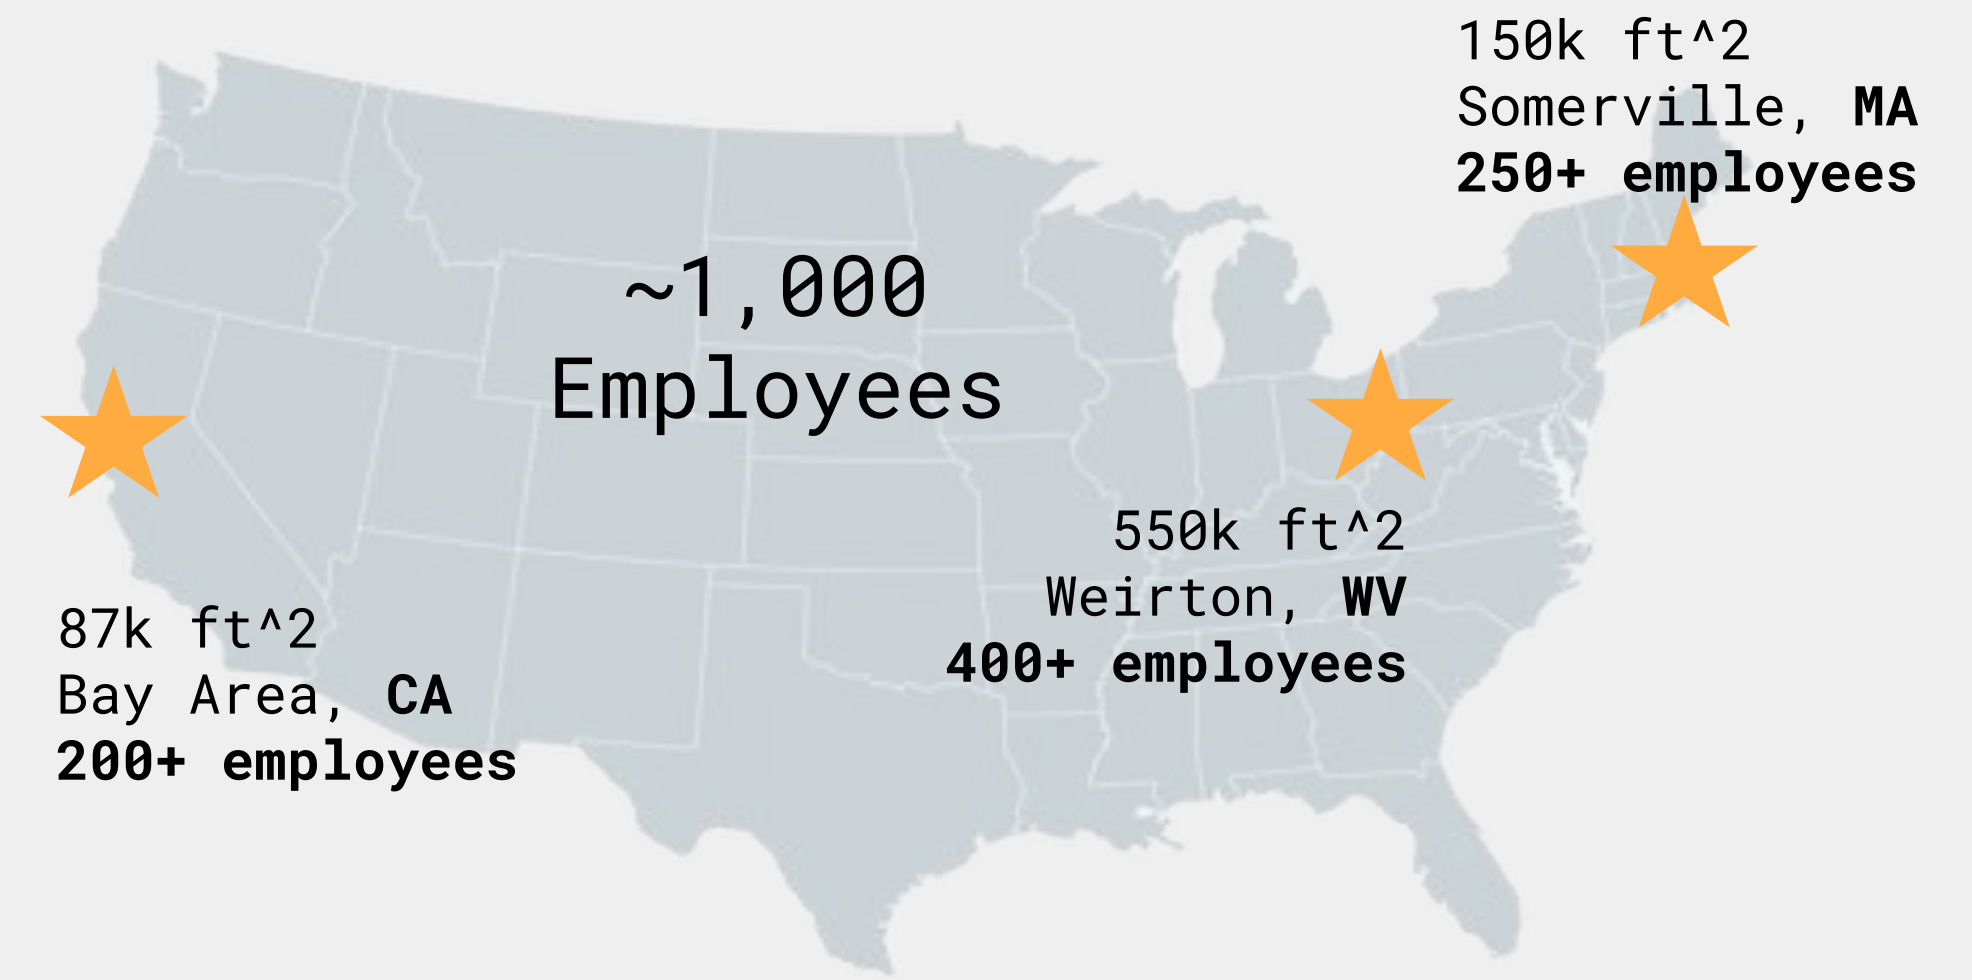 150k ft^2
Somerville, MA
250+ employees
~1,000
Employees
550k ft^2
Weirton, WV
400+ employees
87k ft^2
Bay Area, CA
200+ employees